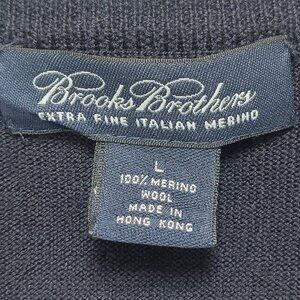 Brooks Brothers
EXTRA FINE ITALIAN MERINO
L
100% MERINO
WOOL
MADE IN
HONG KONG